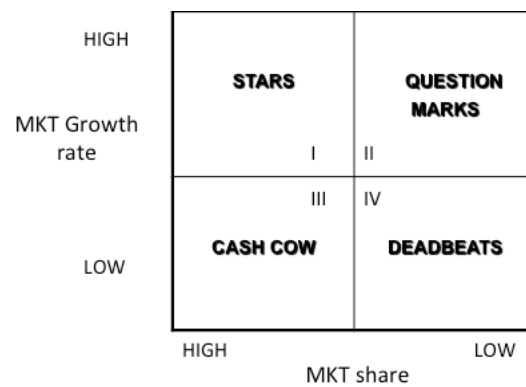 HIGH
STARS
QUESTION
MARKS
MKT Growth
rate
I
II
III
IV
CASH COW
DEADBEATS
LOW
HIGH
LOW
MKT share